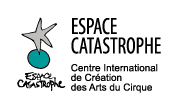 ESPACE
CATASTROPHE
Centre International
de Création
des Arts du Cirque
ESPACE
CATASTROPHE